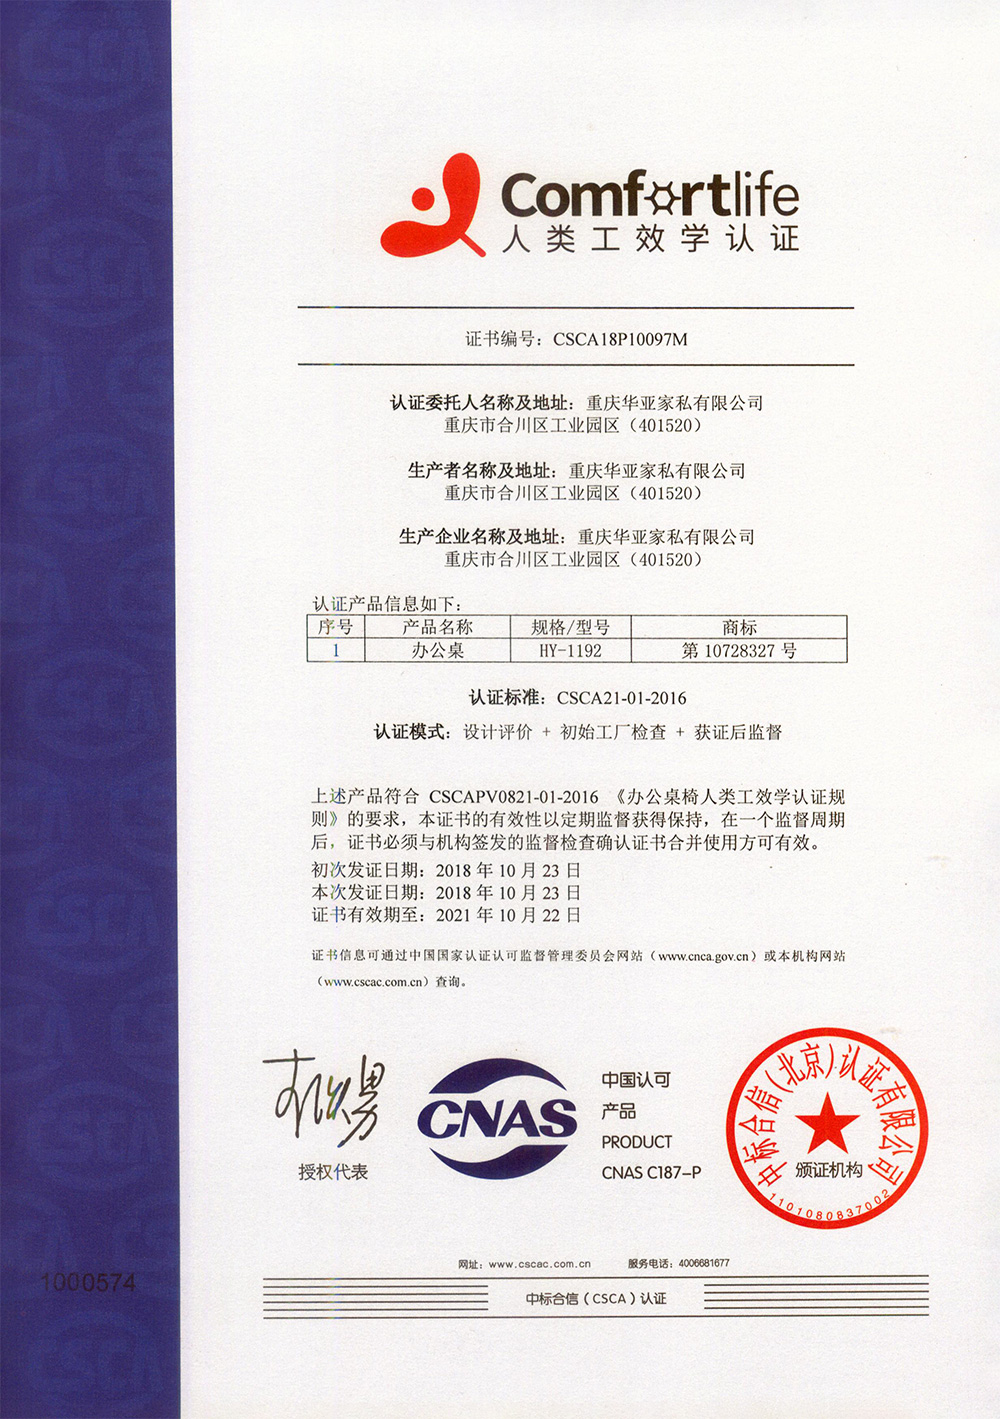 Comfortlife
人类工效学认证
证书编号：CSCA18P10097M
认证委托人名称及地址：重庆华亚家私有限公司
重庆市合川区工业园区（401520）
生产者名称及地址：重庆华亚家私有限公司
重庆市合川区工业园区（401520）
生产企业名称及地址：重庆华亚家私有限公司
重庆市合川区工业园区（401520）
认证产品信息如下：
序号 产品名称 规格/型号 商标
1 办公桌 HY-1192 第 10728327 号
认证标准：CSCA21-01-2016
认证模式：设计评价 + 初始工厂检查 + 获证后监督
上述产品符合 CSCAPV0821-01-2016 《办公桌椅人类工效学认证规
则》的要求，本证书的有效性以定期监督获得保持，在一个监督周期
后，证书必须与机构签发的监督检查确认证书合并使用方可有效。
初次发证日期：2018 年 10 月 23 日
本次发证日期：2018 年 10 月 23 日
证书有效期至：2021 年 10 月 22 日
证书信息可通过中国国家认证认可监督管理委员会网站（www.cnca.gov.cn）或本机构网站
（www.cscac.com.cn）查询。
授权代表
CNAS
中国认可
产品
PRODUCT
CNAS C187-P
中标合信(北京)认证有限公司
颁证机构
1101080837002
1000574
网址：www.cscac.com.cn 服务电话：4006681677
中标合信（CSCA）认证